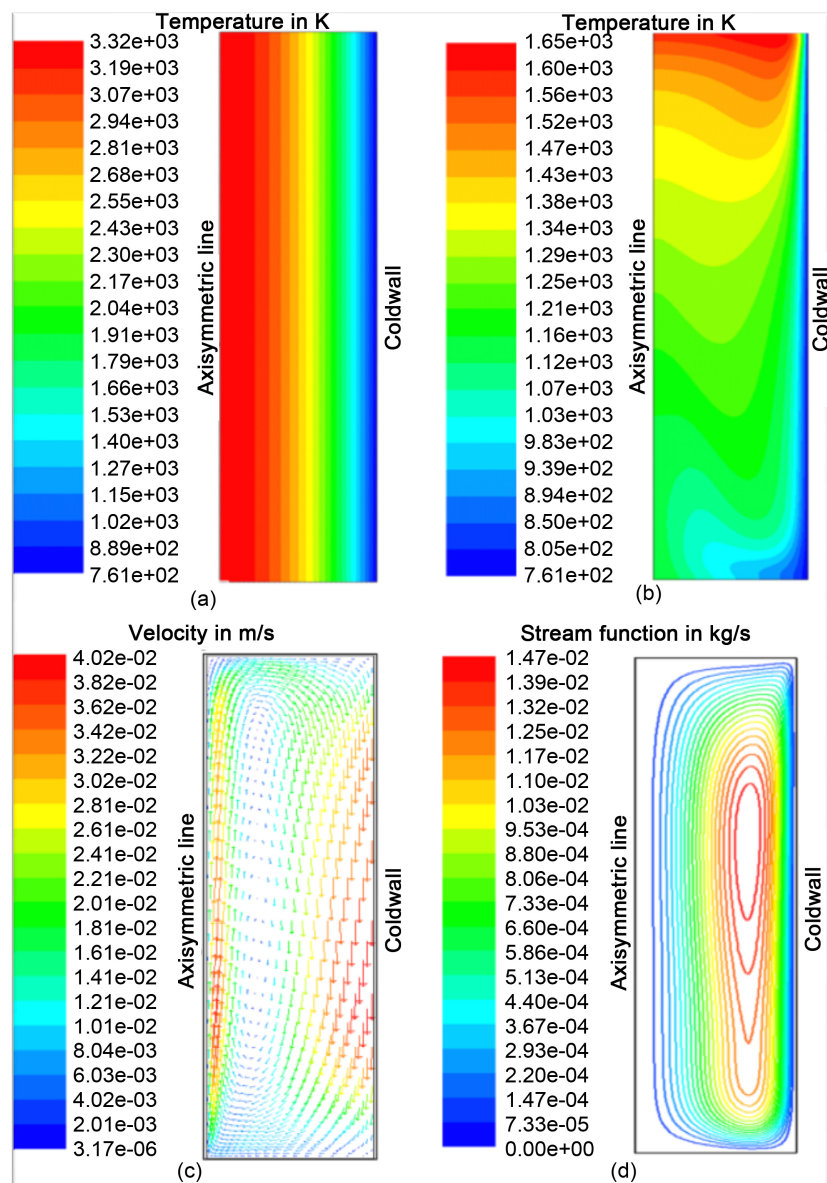 Temperature in K
3.32e+03
3.19e+03
3.07e+03
2.94e+03
2.81e+03
2.68e+03
2.55e+03
2.43e+03
2.30e+03
2.17e+03
2.04e+03
1.91e+03
1.79e+03
1.66e+03
1.53e+03
1.40e+03
1.27e+03
1.15e+03
1.02e+03
8.89e+02
7.61e+02
Axisymmetric line
Coldwall
(a)
Temperature in K
1.65e+03
1.60e+03
1.56e+03
1.52e+03
1.47e+03
1.43e+03
1.38e+03
1.34e+03
1.29e+03
1.25e+03
1.21e+03
1.16e+03
1.12e+03
1.07e+03
1.03e+03
9.83e+02
9.39e+02
8.94e+02
8.50e+02
8.05e+02
7.61e+02
Axisymmetric line
Coldwall
(b)
Velocity in m/s
4.02e-02
3.82e-02
3.62e-02
3.42e-02
3.22e-02
3.02e-02
2.81e-02
2.61e-02
2.41e-02
2.21e-02
2.01e-02
1.81e-02
1.61e-02
1.41e-02
1.21e-02
1.01e-02
8.04e-03
6.03e-03
4.02e-03
2.01e-03
3.17e-06
Axisymmetric line
Coldwall
(c)
Stream function in kg/s
1.47e-02
1.39e-02
1.32e-02
1.25e-02
1.17e-02
1.10e-02
1.03e-02
9.53e-04
8.80e-04
8.06e-04
7.33e-04
6.60e-04
5.86e-04
5.13e-04
4.40e-04
3.67e-04
2.93e-04
2.20e-04
1.47e-04
7.33e-05
0.00e+00
Axisymmetric line
Coldwall
(d)